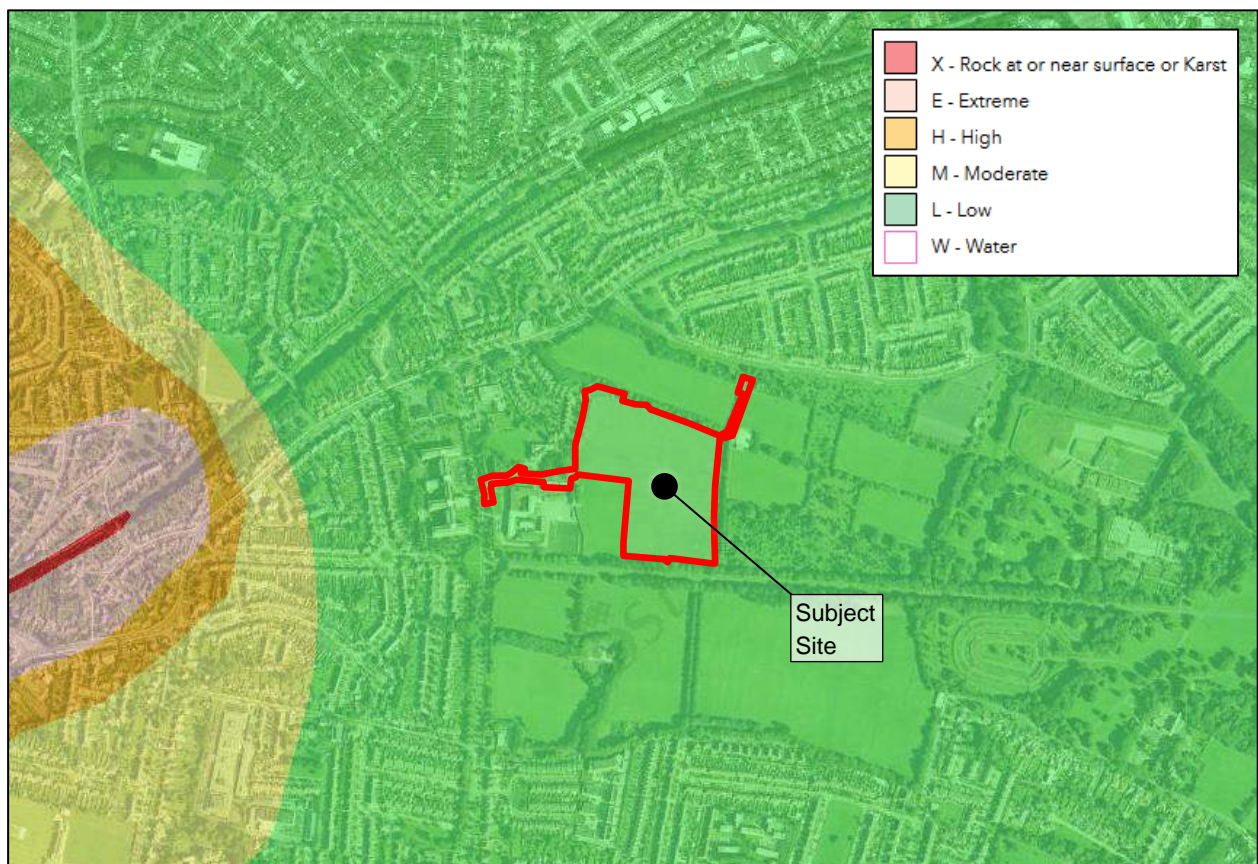 X - Rock at or near surface or Karst
E - Extreme
H - High
M - Moderate
L - Low
W - Water
Subject
Site